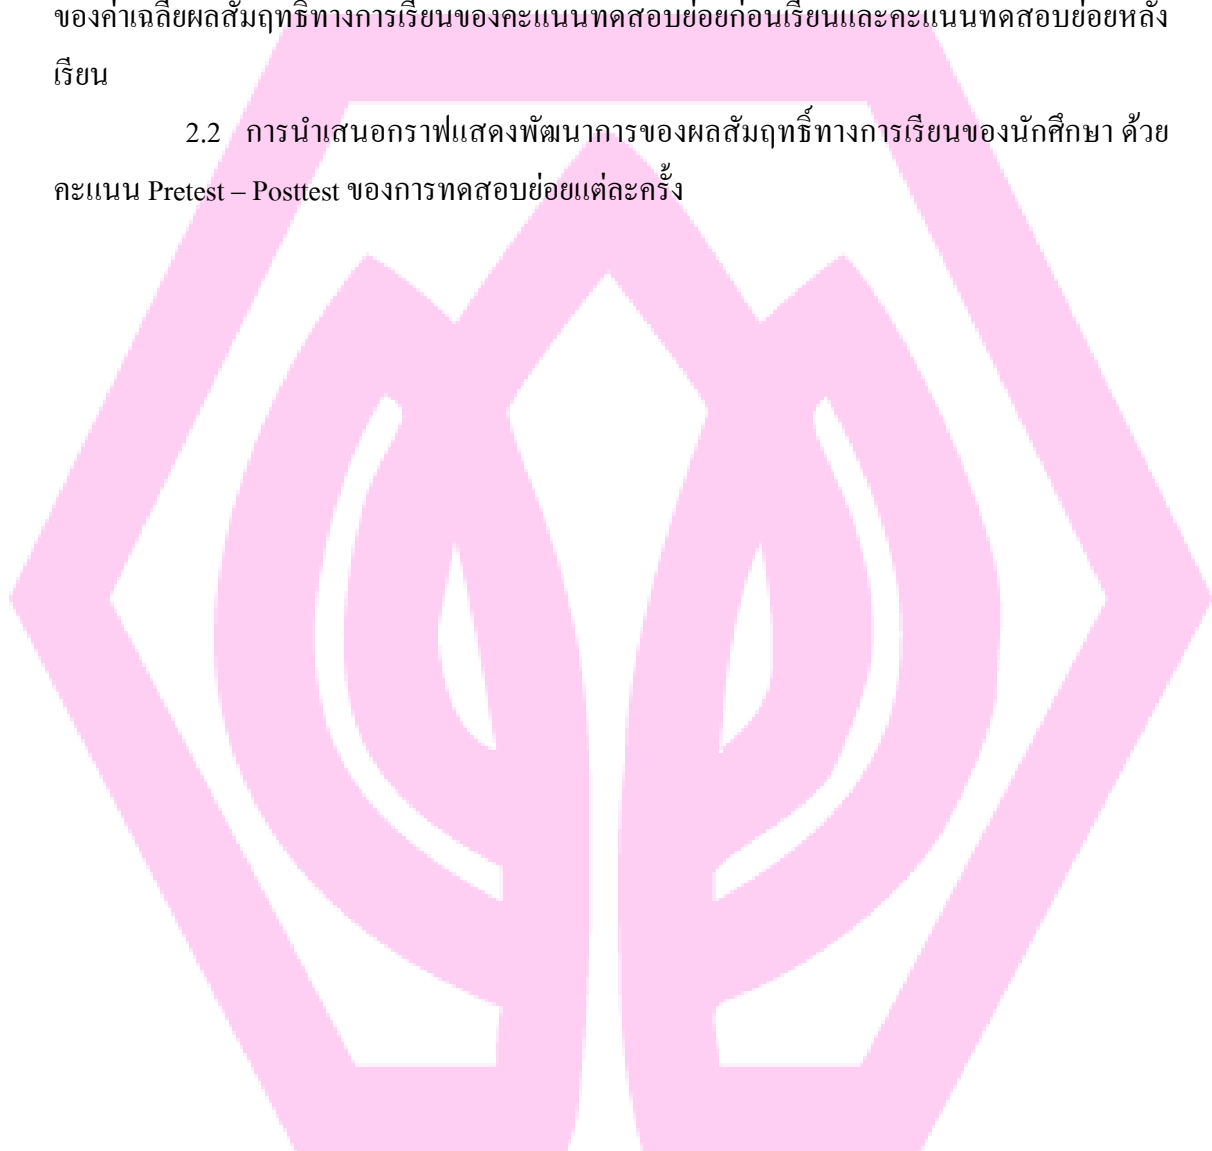 ของค่าเฉลี่ยผลสัมฤทธิ์ทางการเรียนของคะแนนทดสอบย่อยก่อนเรียนและคะแนนทดสอบย่อยหลัง
เรียน
2.2 การนำเสนอกราฟแสดงพัฒนาการของผลสัมฤทธิ์ทางการเรียนของนักศึกษา ด้วย
คะแนน Pretest – Posttest ของการทดสอบย่อยแต่ละครั้ง